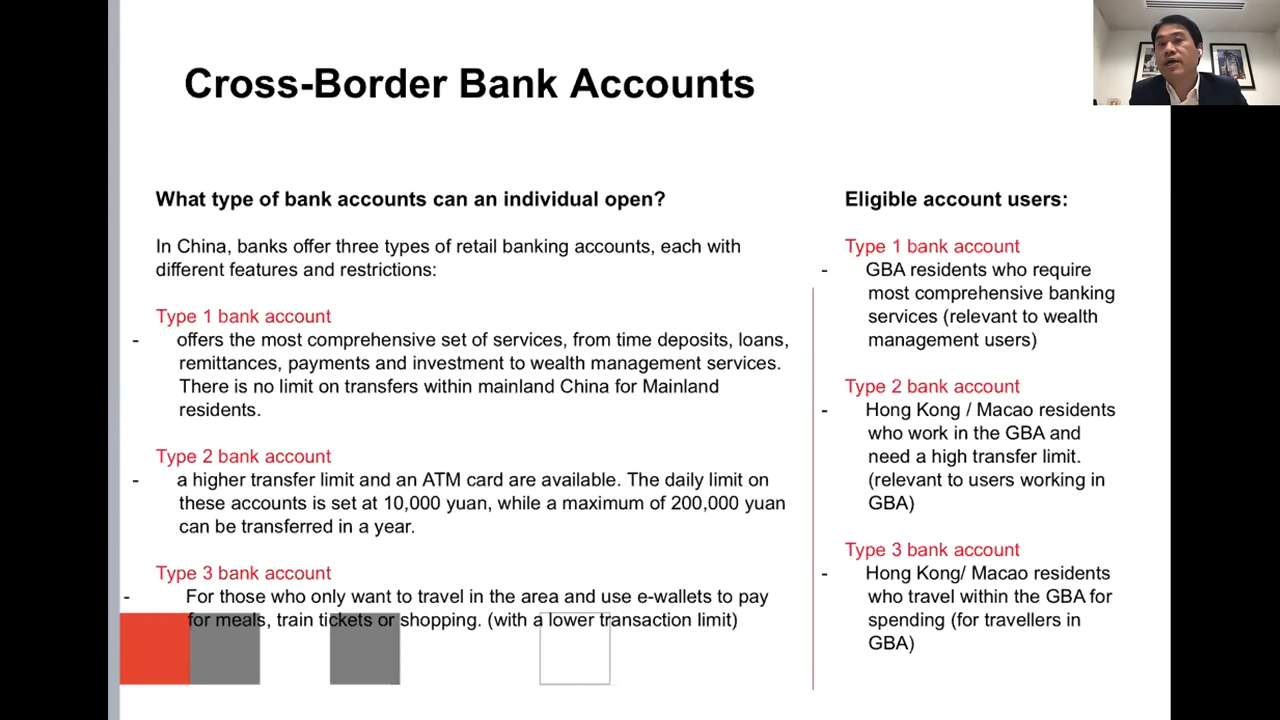 Cross-Border Bank Accounts
What type of bank accounts can an individual open?
In China, banks offer three types of retail banking accounts, each with
different features and restrictions:
Type 1 bank account
- offers the most comprehensive set of services, from time deposits, loans,
remittances, payments and investment to wealth management services.
There is no limit on transfers within mainland China for Mainland
residents.
Type 2 bank account
- a higher transfer limit and an ATM card are available. The daily limit on
these accounts is set at 10,000 yuan, while a maximum of 200,000 yuan
can be transferred in a year.
Type 3 bank account
- For those who only want to travel in the area and use e-wallets to pay
for meals, train tickets or shopping. (with a lower transaction limit)
Eligible account users:
Type 1 bank account
- GBA residents who require
most comprehensive banking
services (relevant to wealth
management users)
Type 2 bank account
- Hong Kong / Macao residents
who work in the GBA and
need a high transfer limit.
(relevant to users working in
GBA)
Type 3 bank account
- Hong Kong/ Macao residents
who travel within the GBA for
spending (for travellers in
GBA)